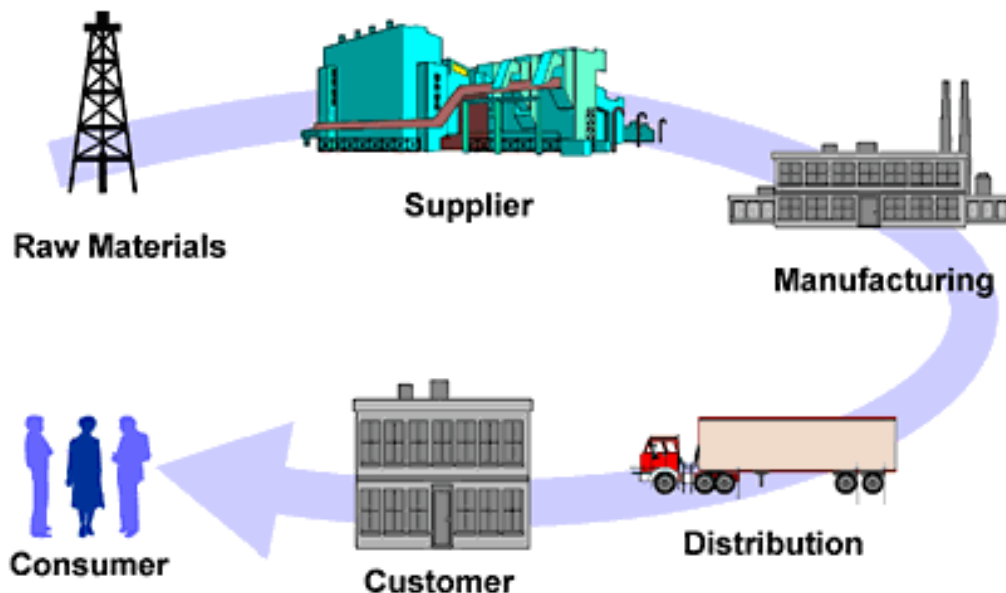 Raw Materials
Supplier
Manufacturing
Distribution
Customer
Consumer